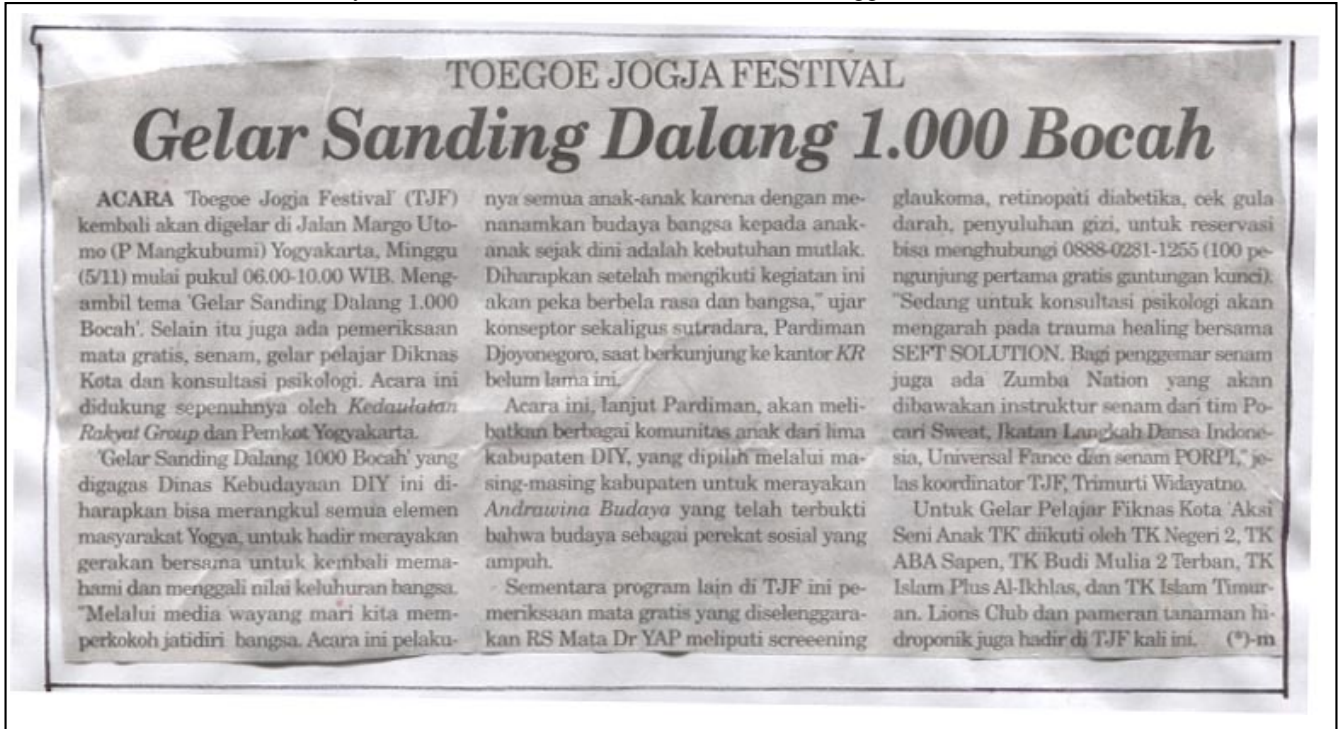 TOEGOE JOGJA FESTIVAL
Gelar Sanding Dalang 1.000 Bocah
ACARA 'Toegoe Jogja Festival' (TJF)
kembali akan digelar di Jalan Margo Uto-
mo (P Mangkubumi) Yogyakarta, Minggu
(5/11) mulai pukul 06.00-10.00 WIB. Meng-
ambil tema 'Gelar Sanding Dalang 1.000
Bocah'. Selain itu juga ada pemeriksaan
mata gratis, senam, gelar pelajar Diknas
Kota dan konsultasi psikologi. Acara ini
didukung sepenuhnya oleh Kedaulatan
Rakyat Group dan Pemkot Yogyakarta.
'Gelar Sanding Dalang 1000 Bocah' yang
digagas Dinas Kebudayaan DIY ini di-
harapkan bisa merangkul semua elemen
masyarakat Yogya, untuk hadir merayakan
gerakan bersama untuk kembali mema-
hami dan menggali nilai keluhuran bangsa.
"Melalui media wayang mari kita mem-
perkokoh jatidiri bangsa. Acara ini pelaku-
nya semua anak-anak karena dengan me-
nanamkan budaya bangsa kepada anak-
anak sejak dini adalah kebutuhan mutlak.
Diharapkan setelah mengikuti kegiatan ini
akan peka berbela rasa dan bangsa," ujar
konseptor sekaligus sutradara, Pardiman
Djoyonegoro, saat berkunjung ke kantor KR
belum lama ini.
Acara ini, lanjut Pardiman, akan meli-
batkan berbagai komunitas anak dari lima
kabupaten DIY, yang dipilih melalui ma-
sing-masing kabupaten untuk merayakan
Andrawina Budaya yang telah terbukti
bahwa budaya sebagai perekat sosial yang
ampuh.
Sementara program lain di TJF ini pe-
meriksaan mata gratis yang diselenggara-
kan RS Mata Dr YAP meliputi screeening
glaukoma, retinopati diabetika, cek gula
darah, penyuluhan gizi, untuk reservasi
bisa menghubungi 0888-0281-1255 (100 pe-
ngunjung pertama gratis gantungan kunci).
"Sedang untuk konsultasi psikologi akan
mengarah pada trauma healing bersama
SEFT SOLUTION. Bagi penggemar senam
juga ada Zumba Nation yang akan
dibawakan instruktur senam dari tim Po-
cari Sweat, Ikatan Langkah Dansa Indone-
sia, Universal Fance dan senam PORPI," je-
las koordinator TJF, Trimurti Widayatno.
Untuk Gelar Pelajar Fiknas Kota 'Aksi
Seni Anak TK' diikuti oleh TK Negeri 2, TK
ABA Sapen, TK Budi Mulia 2 Terban, TK
Islam Plus Al-Ikhlas, dan TK Islam Timur-
an. Lions Club dan pameran tanaman hi-
droponik juga hadir di TJF kali ini. (*)-m